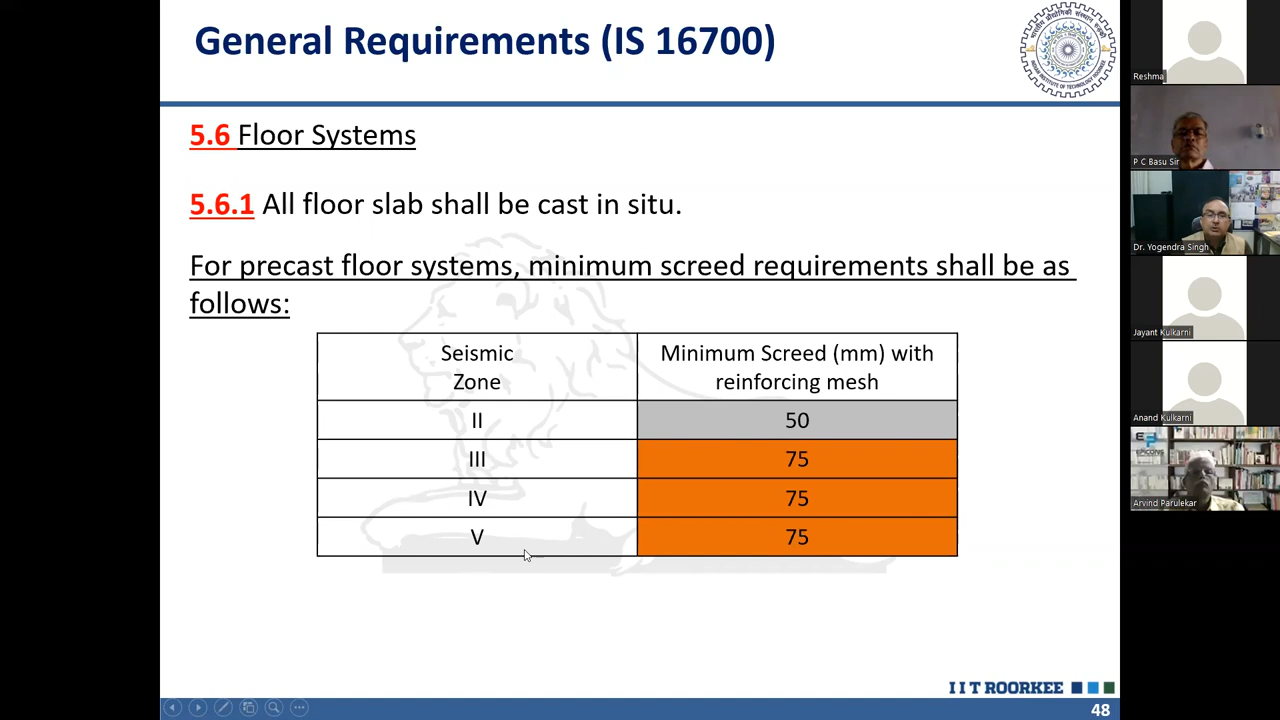 General Requirements (IS 16700)
5.6 Floor Systems
5.6.1 All floor slab shall be cast in situ.
For precast floor systems, minimum screed requirements shall be as
follows:
Seismic
Zone
Minimum Screed (mm) with
reinforcing mesh
II
50
III
75
IV
75
V
75
I I T ROORKEE
48
Reshma
P C Basu Sir
Dr. Yogendra Singh
Jayant Kulkarni
Anand Kulkarni
Arvind Parulekar